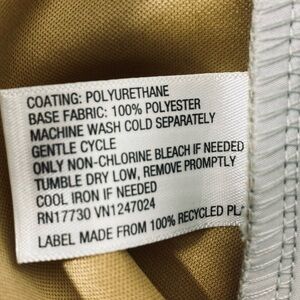 COATING: POLYURETHANE
BASE FABRIC: 100% POLYESTER
MACHINE WASH COLD SEPARATELY
GENTLE CYCLE
ONLY NON-CHLORINE BLEACH IF NEEDED
TUMBLE DRY LOW, REMOVE PROMPTLY
COOL IRON IF NEEDED
RN17730 VN1247024
LABEL MADE FROM 100% RECYCLED